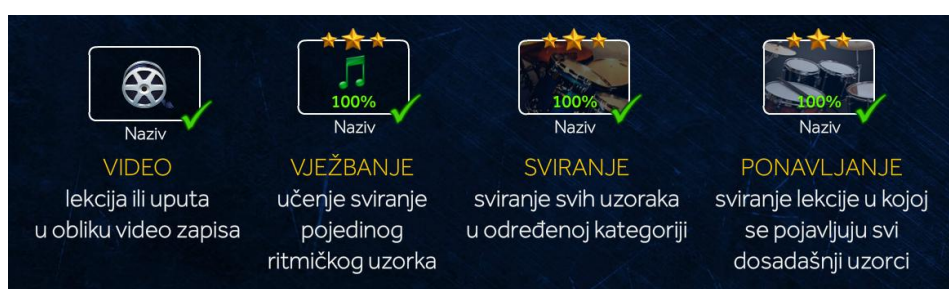 Naziv
VIDEO
lekcija ili uputa
u obliku video zapisa
100%
Naziv
VJEŽBANJE
učenje sviranje
pojedinog
ritmičkog uzorka
100%
Naziv
SVIRANJE
sviranje svih uzoraka
u određenoj kategoriji
100%
Naziv
PONAVLJANJE
sviranje lekcije u kojoj
se pojavljuju svi
dosadašnji uzorci